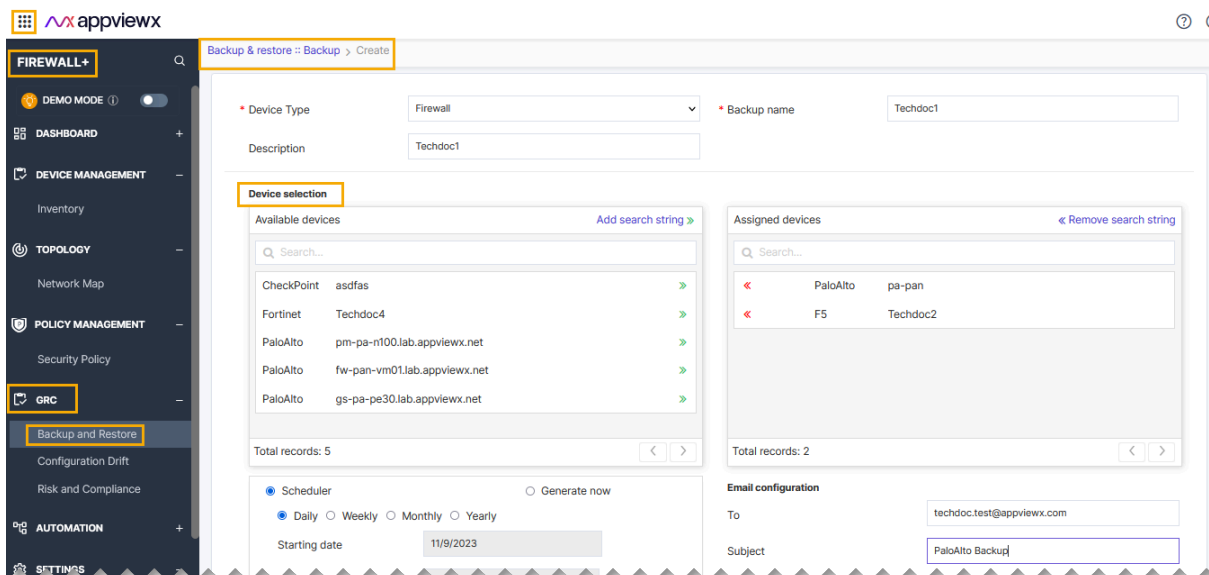 appviewx
FIREWALL+
DEMO MODE
DASHBOARD +
DEVICE MANAGEMENT –
Inventory
TOPOLOGY –
Network Map
POLICY MANAGEMENT –
Security Policy
GRC –
Backup and Restore
Configuration Drift
Risk and Compliance
AUTOMATION +
SETTINGS
Backup & restore :: Backup > Create
* Device Type Firewall * Backup name Techdoc1
Description Techdoc1
Device selection
Available devices Add search string »
Search...
CheckPoint asdfas »
Fortinet Techdoc4 »
PaloAlto pm-pa-n100.lab.appviewx.net »
PaloAlto fw-pan-vm01.lab.appviewx.net »
PaloAlto gs-pa-pe30.lab.appviewx.net »
Total records: 5 < >
Assigned devices « Remove search string
Search...
« PaloAlto pa-pan
« F5 Techdoc2
Total records: 2 < >
Scheduler Generate now
Daily Weekly Monthly Yearly
Starting date 11/9/2023
Email configuration
To techdoc.test@appviewx.com
Subject PaloAlto Backup